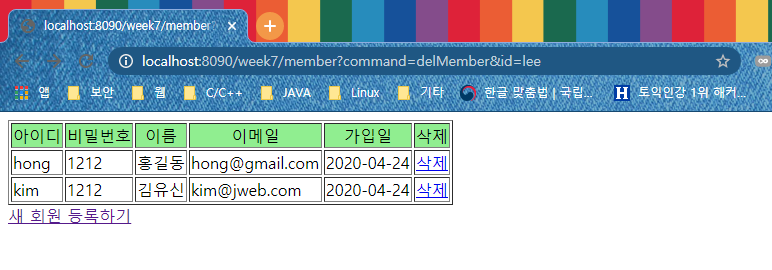 localhost:8090/week7/member
localhost:8090/week7/member?command=delMember&id=lee
앱 보안 웹 C/C++ JAVA Linux 기타 한글 맞춤법 | 국립... 토익인강 1위 해커...
아이디 비밀번호 이름 이메일 가입일 삭제
hong 1212 홍길동 hong@gmail.com 2020-04-24 삭제
kim 1212 김유신 kim@jweb.com 2020-04-24 삭제
새 회원 등록하기